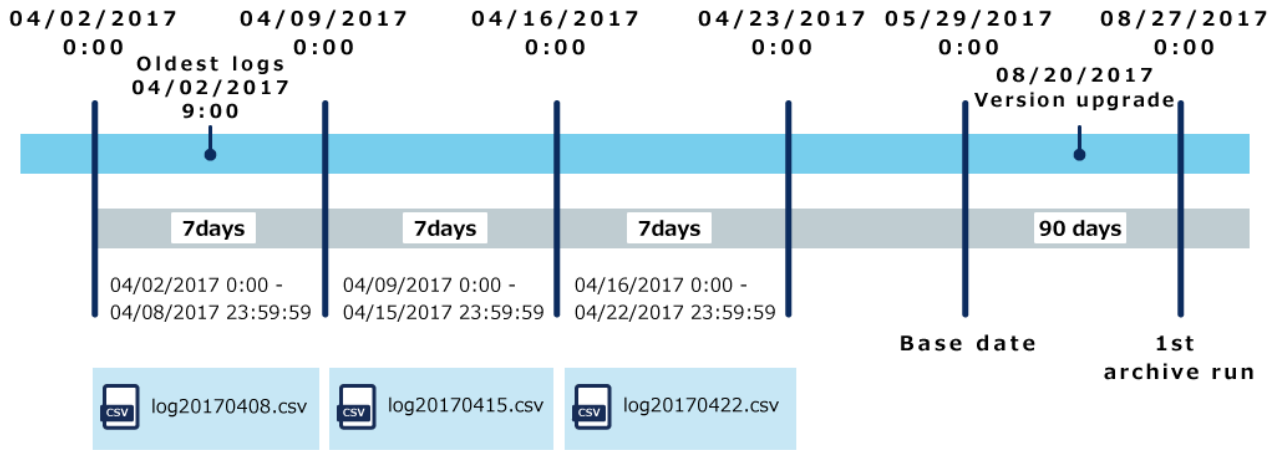 04/02/2017 04/09/2017 04/16/2017 04/23/2017 05/29/2017 08/27/2017
0:00 0:00 0:00 0:00 0:00 0:00
Oldest logs
04/02/2017
9:00
08/20/2017
Version upgrade
7days 7days 7days 90 days
04/02/2017 0:00 -
04/08/2017 23:59:59
04/09/2017 0:00 -
04/15/2017 23:59:59
04/16/2017 0:00 -
04/22/2017 23:59:59
Base date
1st
archive run
CSV log20170408.csv
CSV log20170415.csv
CSV log20170422.csv